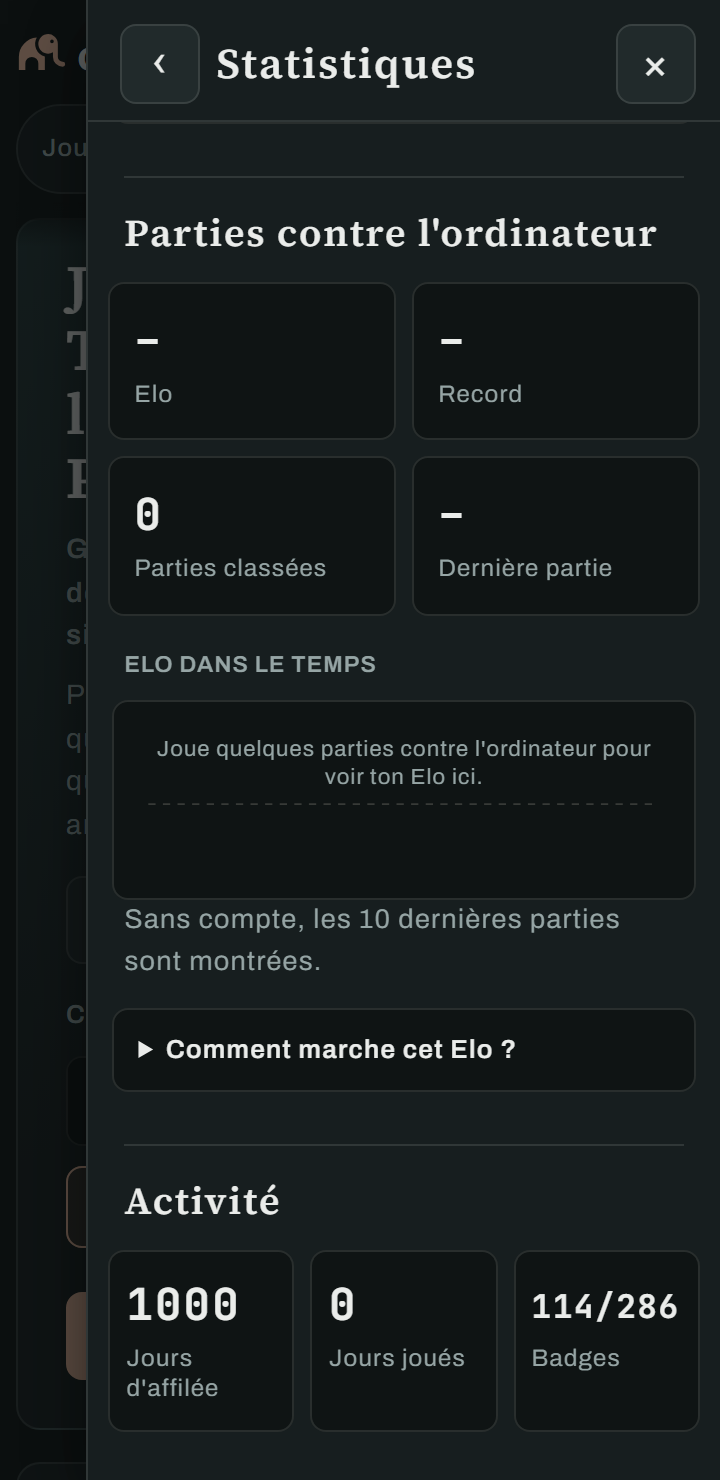 ‹ Statistiques ×
Jou
Parties contre l'ordinateur
–
Elo
–
Record
0
Parties classées
–
Dernière partie
ELO DANS LE TEMPS
Joue quelques parties contre l'ordinateur pour
voir ton Elo ici.
Sans compte, les 10 dernières parties
sont montrées.
▶ Comment marche cet Elo ?
Activité
1000
Jours
d'affilée
0
Jours joués
114/286
Badges